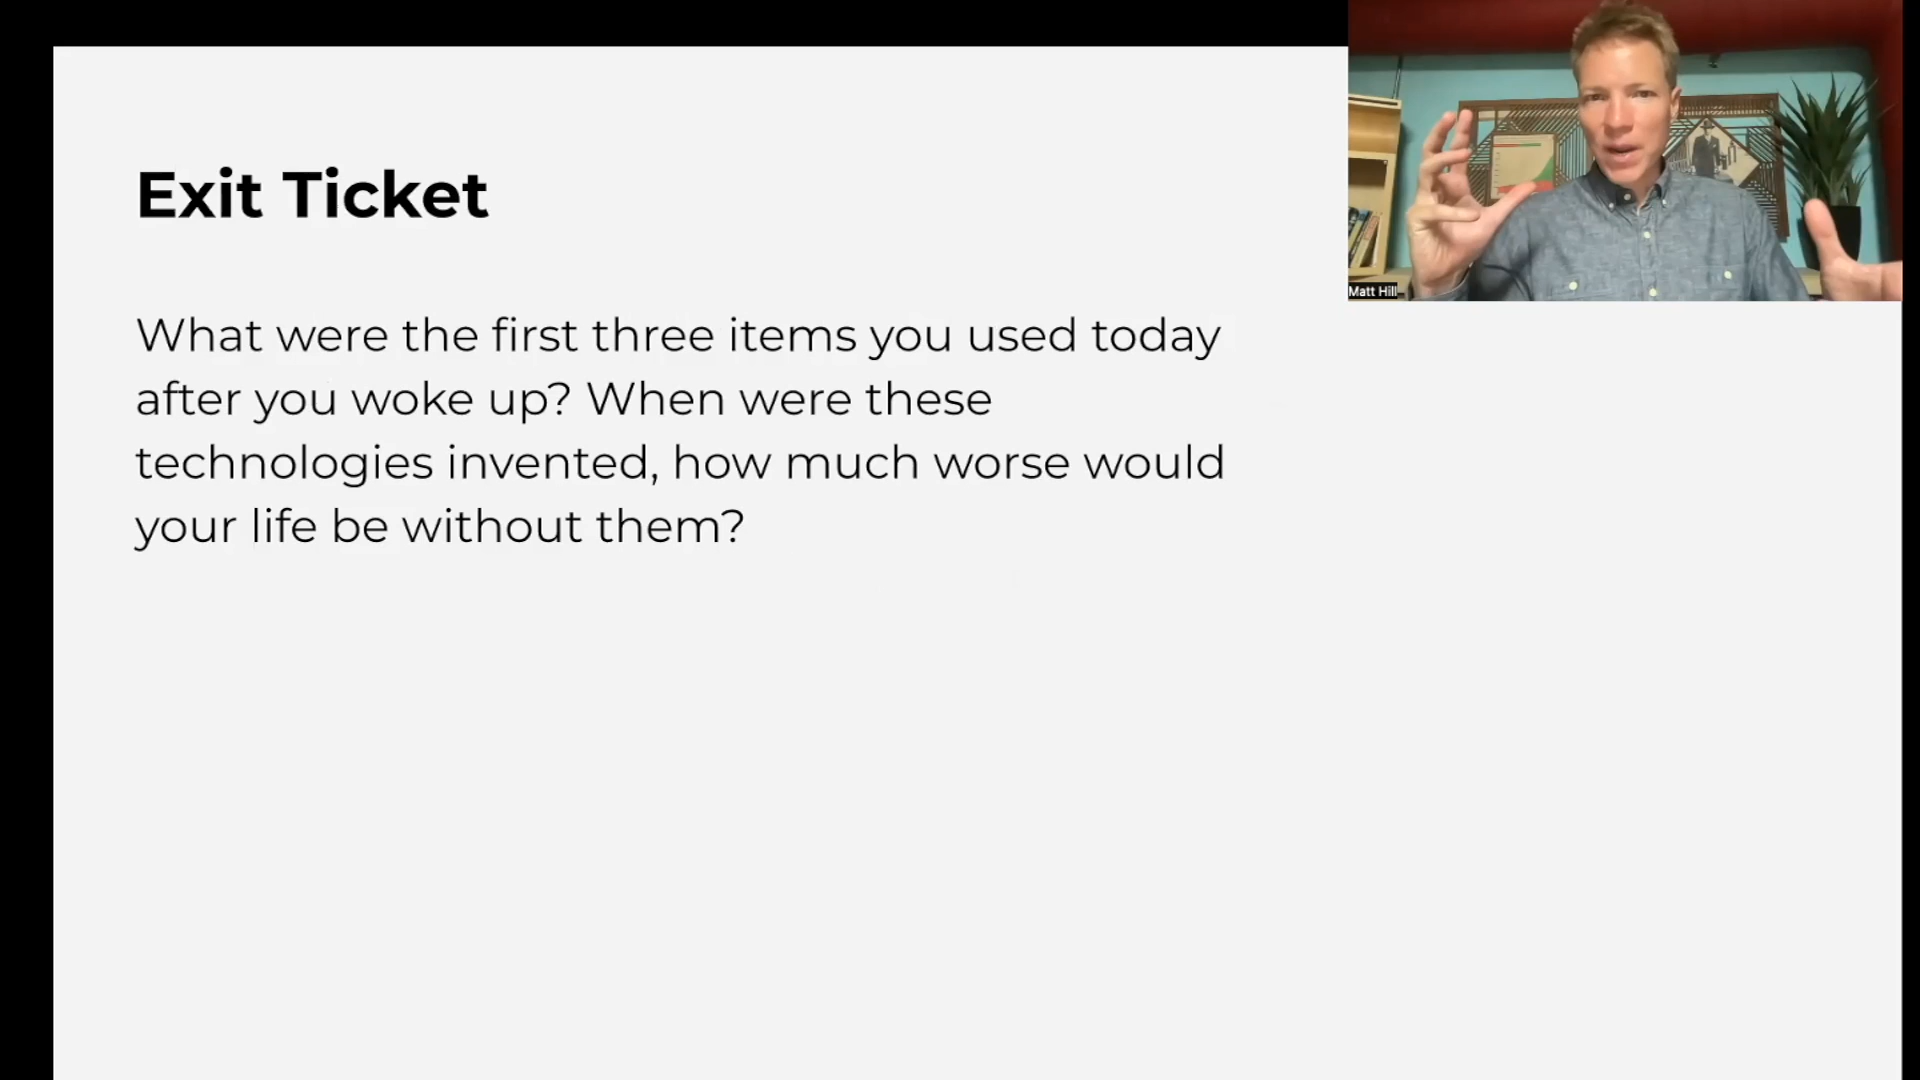 Exit Ticket
What were the first three items you used today
after you woke up? When were these
technologies invented, how much worse would
your life be without them?
Matt Hill